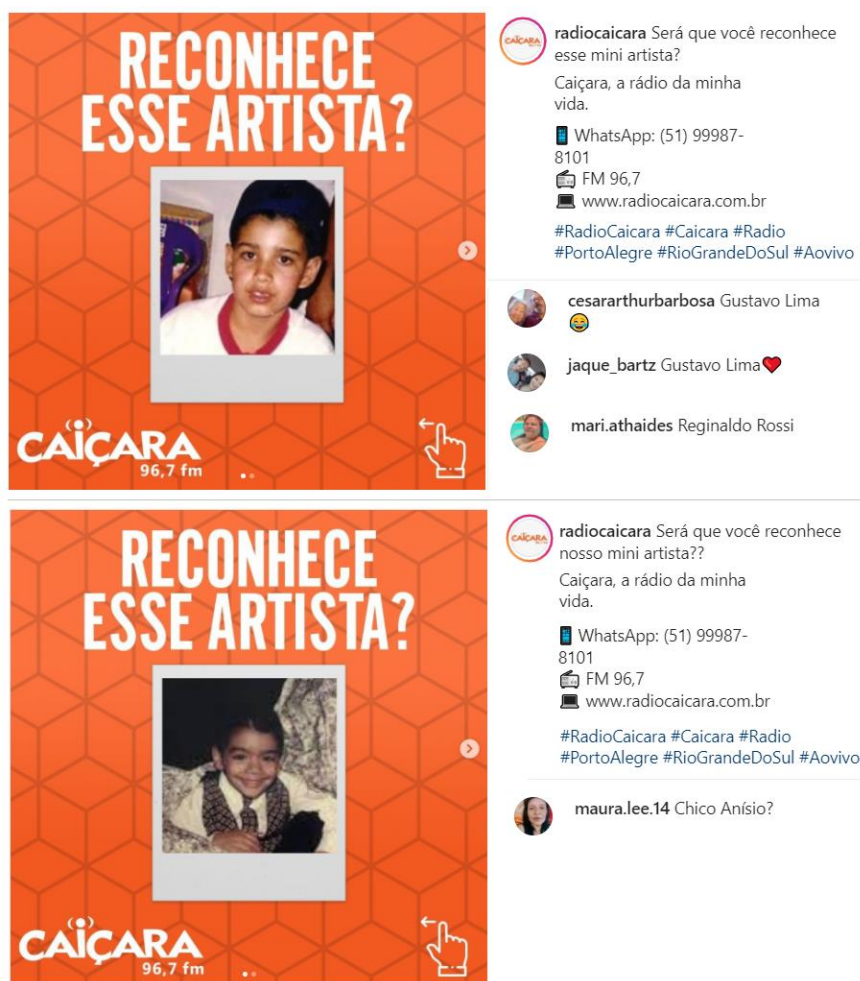 RECONHECE
ESSE ARTISTA?
CAIÇARA
96,7 fm
CAIÇARA
radiocaicara Será que você reconhece
esse mini artista?
Caiçara, a rádio da minha
vida.
WhatsApp: (51) 99987-
8101
FM 96,7
www.radiocaicara.com.br
#RadioCaicara #Caicara #Radio
#PortoAlegre #RioGrandeDoSul #Aovivo
cesararthurbarbosa Gustavo Lima
😂
jaque_bartz Gustavo Lima❤
mari.athaides Reginaldo Rossi
RECONHECE
ESSE ARTISTA?
CAIÇARA
96,7 fm
CAIÇARA
radiocaicara Será que você reconhece
nosso mini artista??
Caiçara, a rádio da minha
vida.
WhatsApp: (51) 99987-
8101
FM 96,7
www.radiocaicara.com.br
#RadioCaicara #Caicara #Radio
#PortoAlegre #RioGrandeDoSul #Aovivo
maura.lee.14 Chico Anísio?